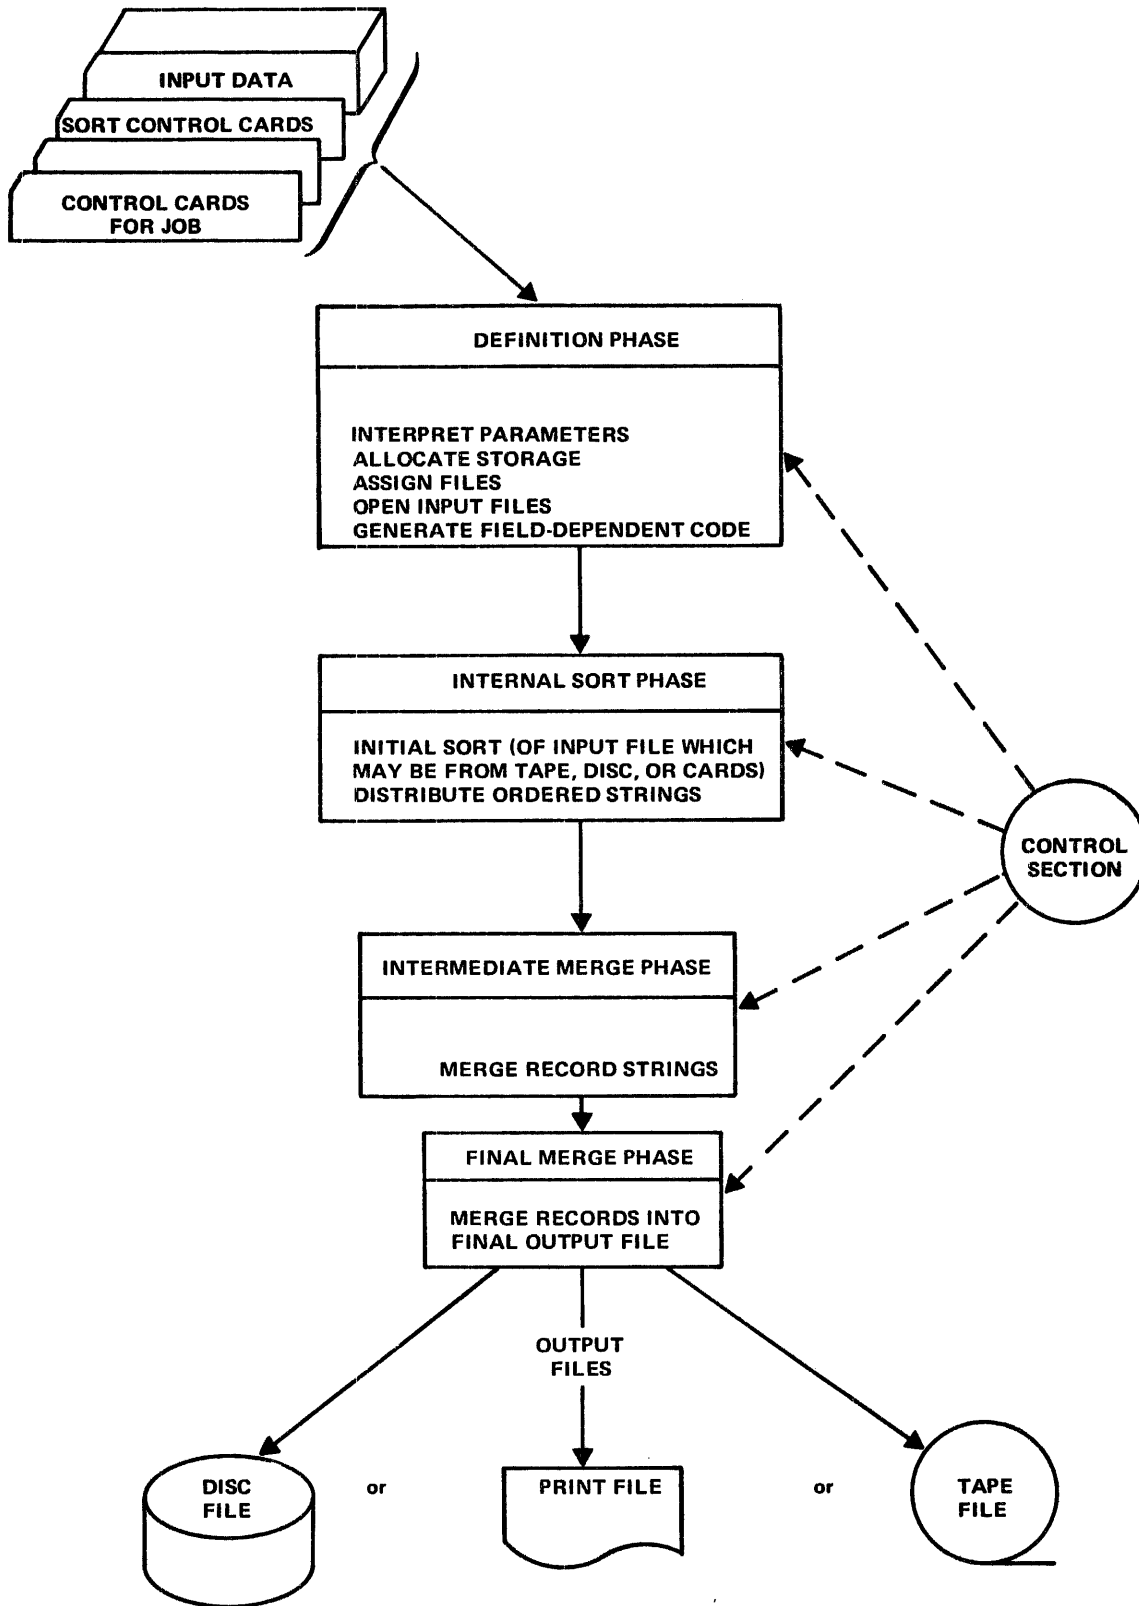 INPUT DATA
SORT CONTROL CARDS
CONTROL CARDS
FOR JOB
DEFINITION PHASE
INTERPRET PARAMETERS
ALLOCATE STORAGE
ASSIGN FILES
OPEN INPUT FILES
GENERATE FIELD-DEPENDENT CODE
INTERNAL SORT PHASE
INITIAL SORT (OF INPUT FILE WHICH
MAY BE FROM TAPE, DISC, OR CARDS)
DISTRIBUTE ORDERED STRINGS
CONTROL
SECTION
INTERMEDIATE MERGE PHASE
MERGE RECORD STRINGS
FINAL MERGE PHASE
MERGE RECORDS INTO
FINAL OUTPUT FILE
OUTPUT
FILES
DISC
FILE
or
PRINT FILE
or
TAPE
FILE